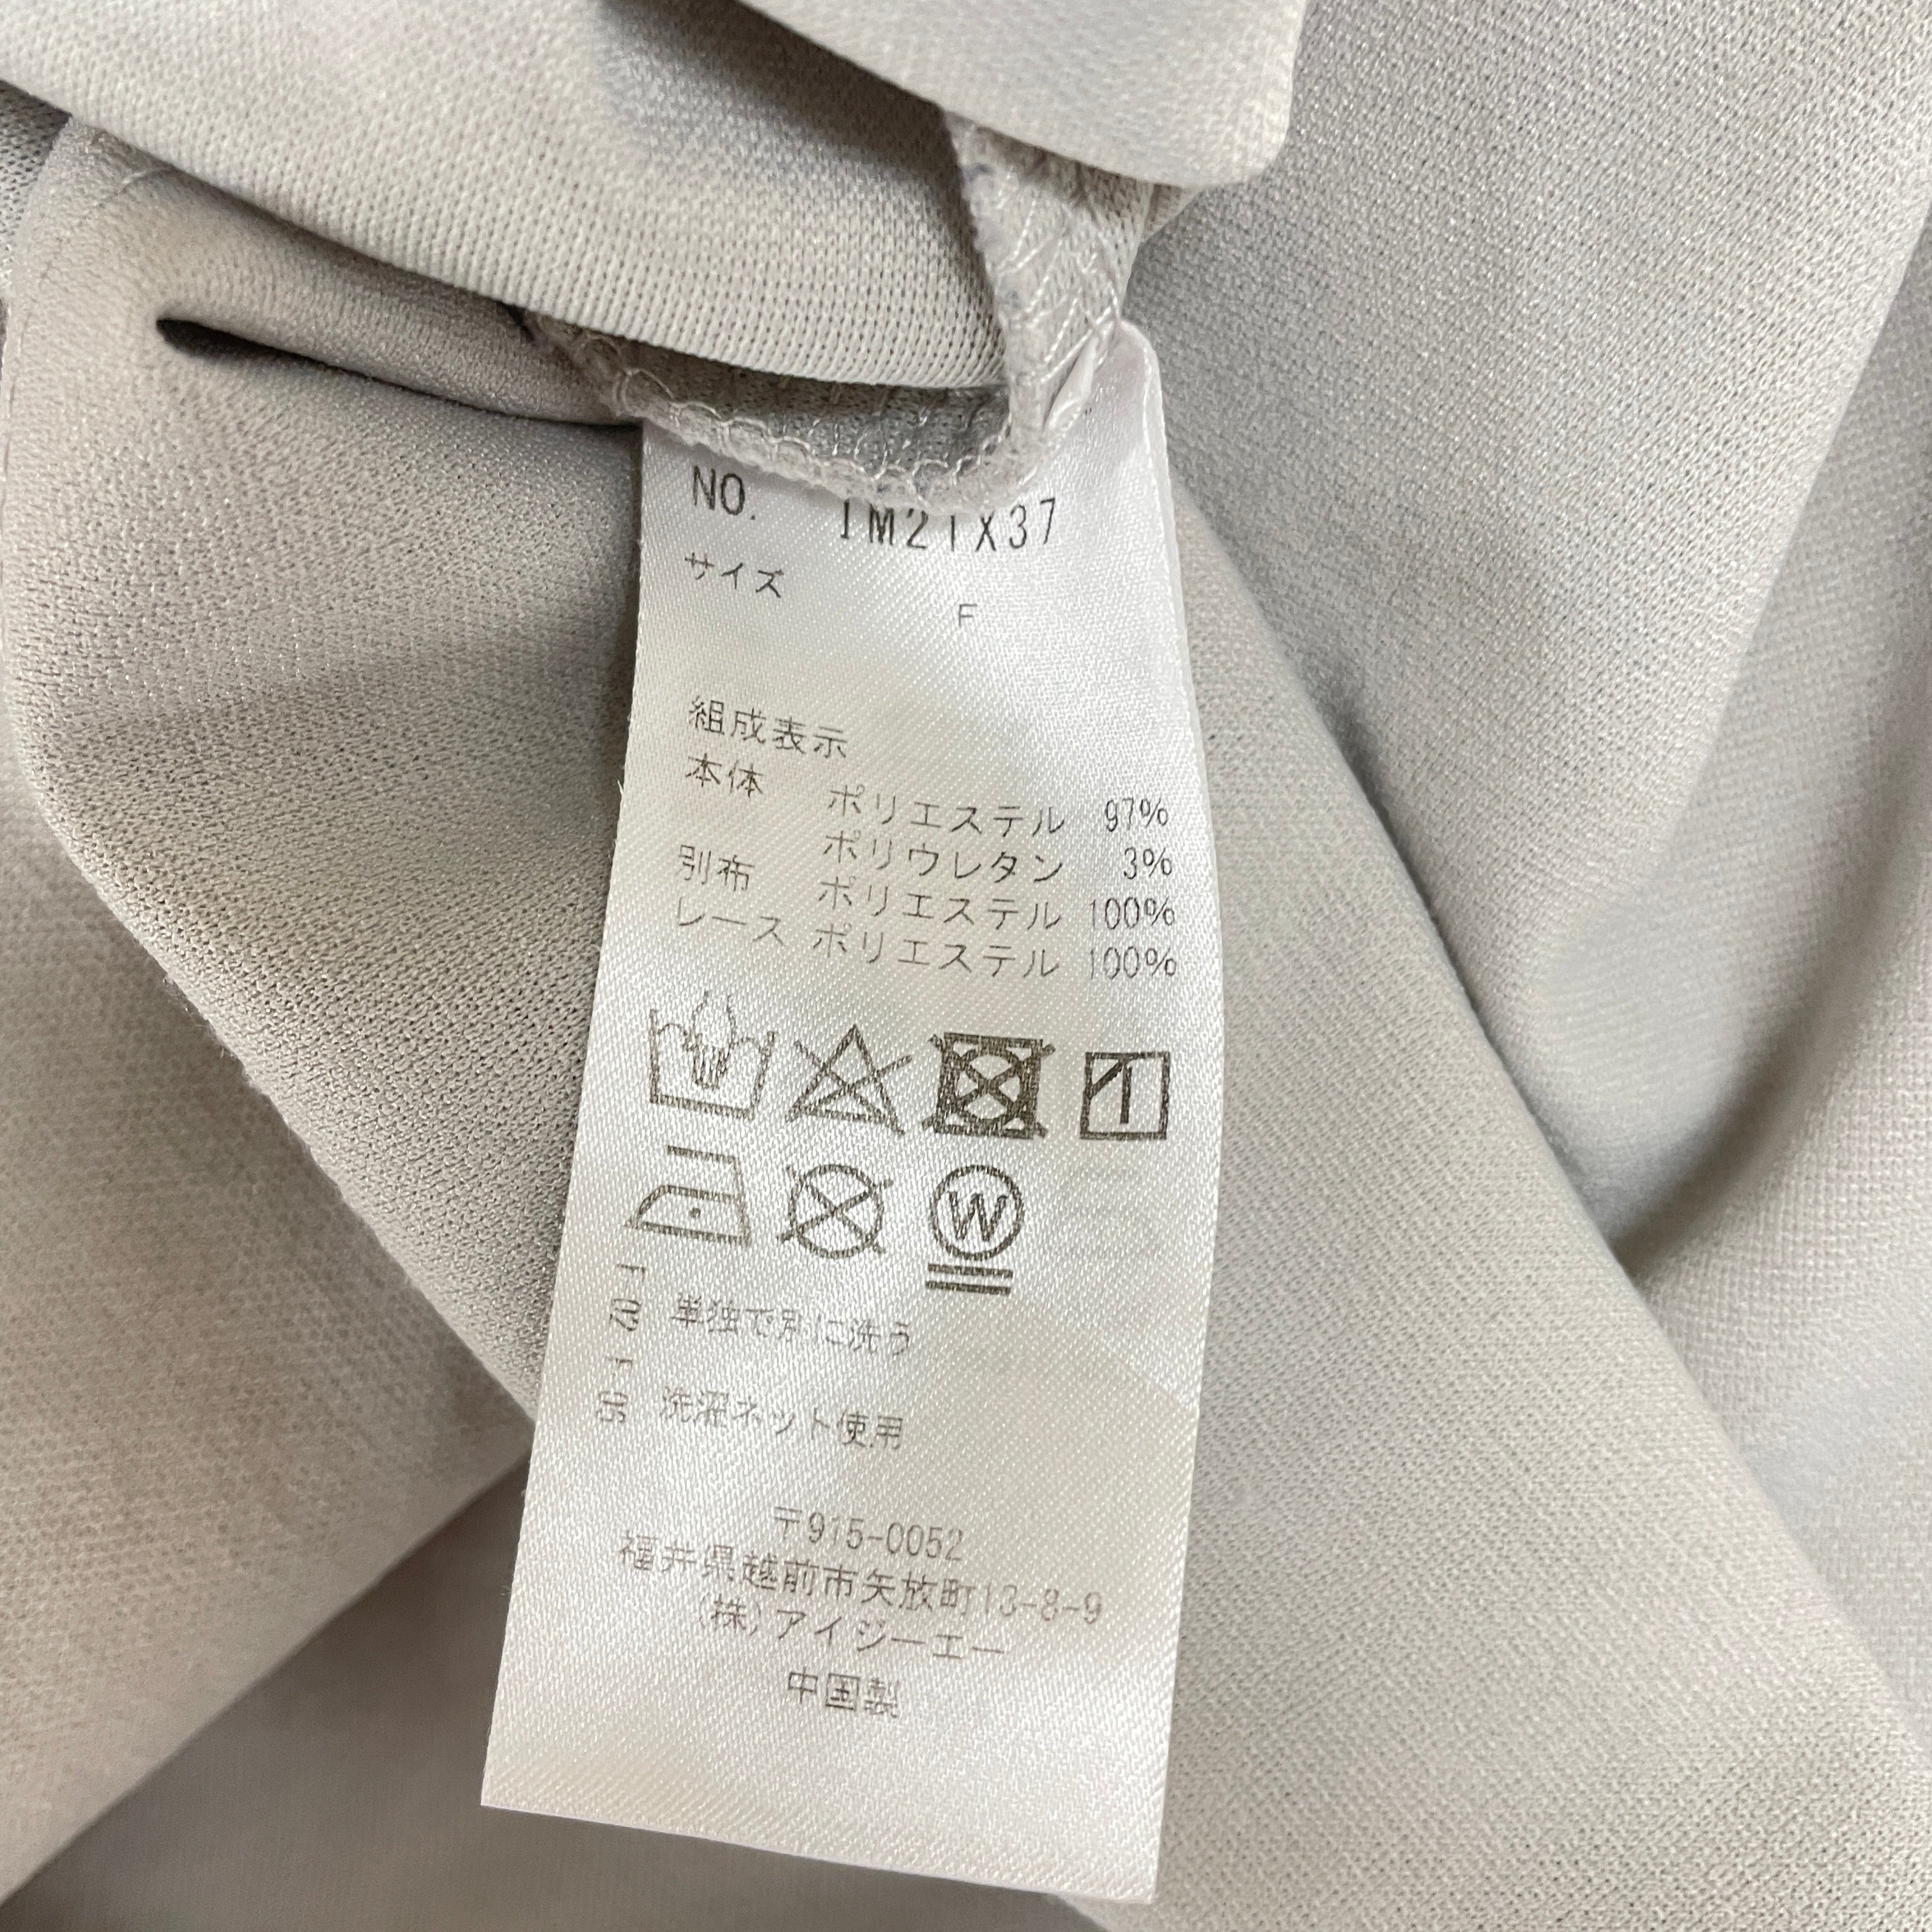 NO. IM21X37
サイズ
F
組成表示
本体 ポリエステル 97%
ポリウレタン 3%
別布 ポリエステル 100%
レース ポリエステル 100%
W
単独で別に洗う
洗濯ネット使用
〒915-0052
福井県越前市矢放町13-8-9
(株)アイジーエー
中国製